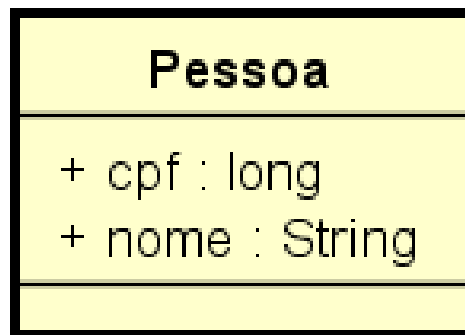 Pessoa
+ cpf : long
+ nome : String